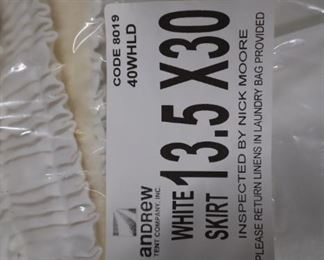 CODE 8019
40WHLD
anDRew
TENT COMPANY, INC.
WHITE
SKIRT
13.5 X30
INSPECTED BY NICK MOORE
PLEASE RETURN LINENS IN LAUNDRY BAG PROVIDED